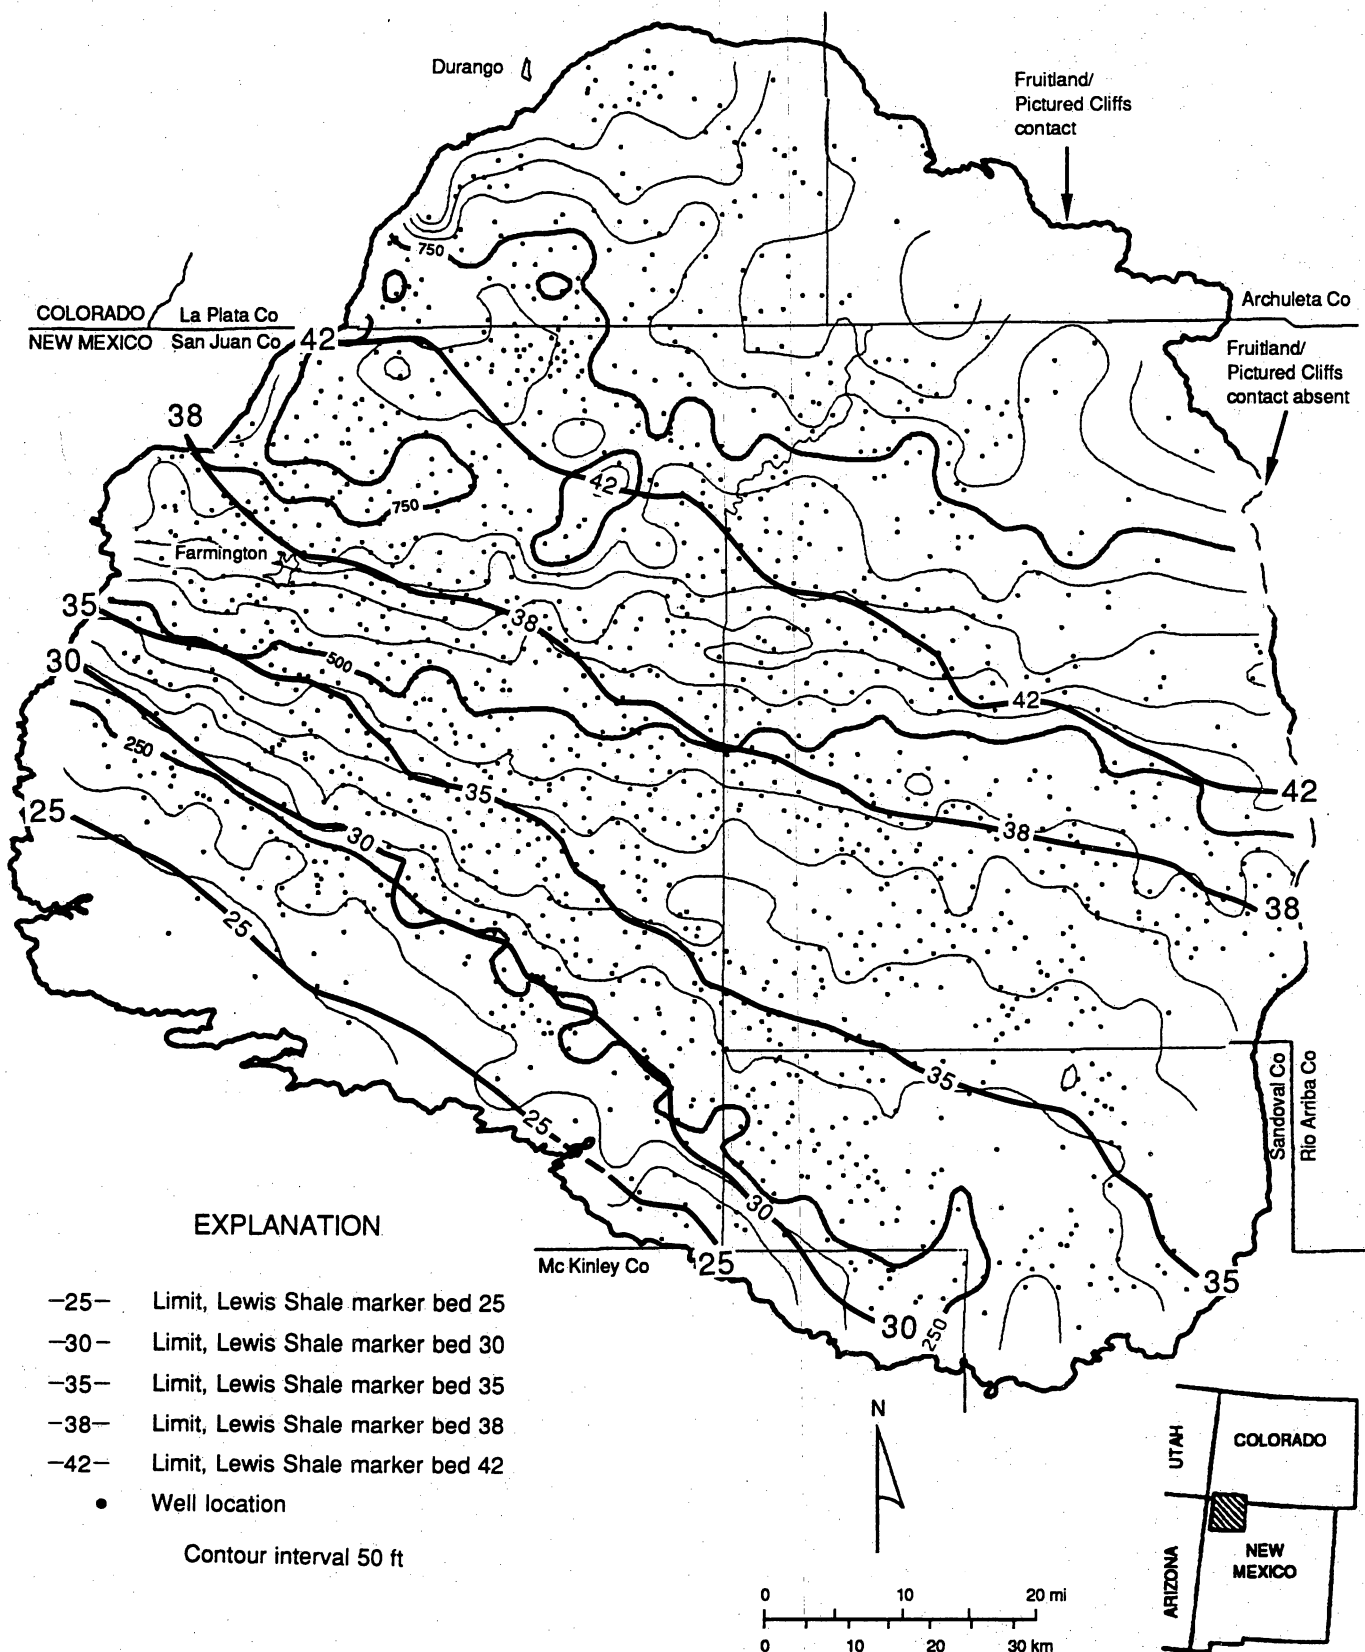 Durango
Fruitland/
Pictured Cliffs
contact
750
COLORADO
La Plata Co
Archuleta Co
NEW MEXICO
San Juan Co
42
Fruitland/
Pictured Cliffs
contact absent
38
42
750
Farmington
35
38
500
30
42
250
35
42
25
30
38
38
25
35
Sandoval Co
Rio Arriba Co
25
30
EXPLANATION
Mc Kinley Co
25
35
30
250
–25– Limit, Lewis Shale marker bed 25
–30– Limit, Lewis Shale marker bed 30
–35– Limit, Lewis Shale marker bed 35
–38– Limit, Lewis Shale marker bed 38
–42– Limit, Lewis Shale marker bed 42
Well location
Contour interval 50 ft
N
UTAH
COLORADO
ARIZONA
NEW
MEXICO
0 10 20 mi
0 10 20 30 km